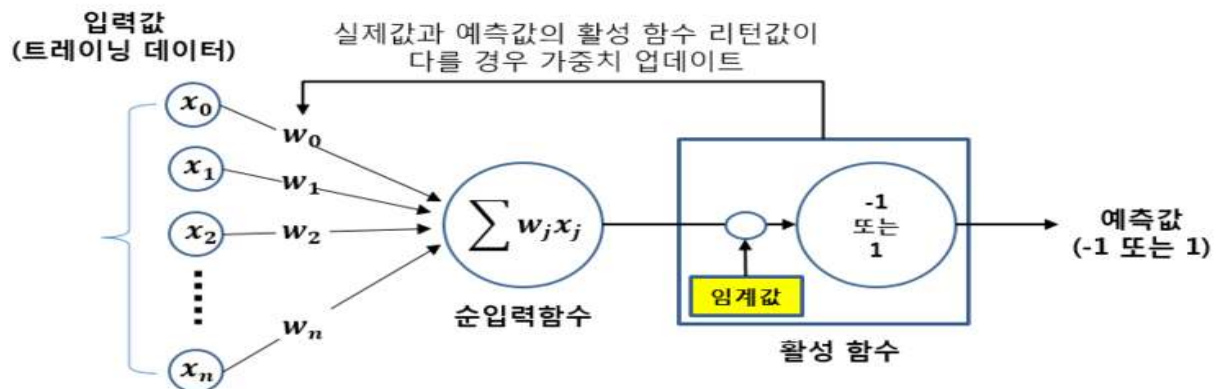 입력값
(트레이닝 데이터)
실제값과 예측값의 활성 함수 리턴값이
다를 경우 가중치 업데이트
x₀
w₀
x₁
w₁
x₂
w₂
xₙ
wₙ
∑ wⱼxⱼ
순입력함수
-1
또는
1
임계값
활성 함수
예측값
(-1 또는 1)